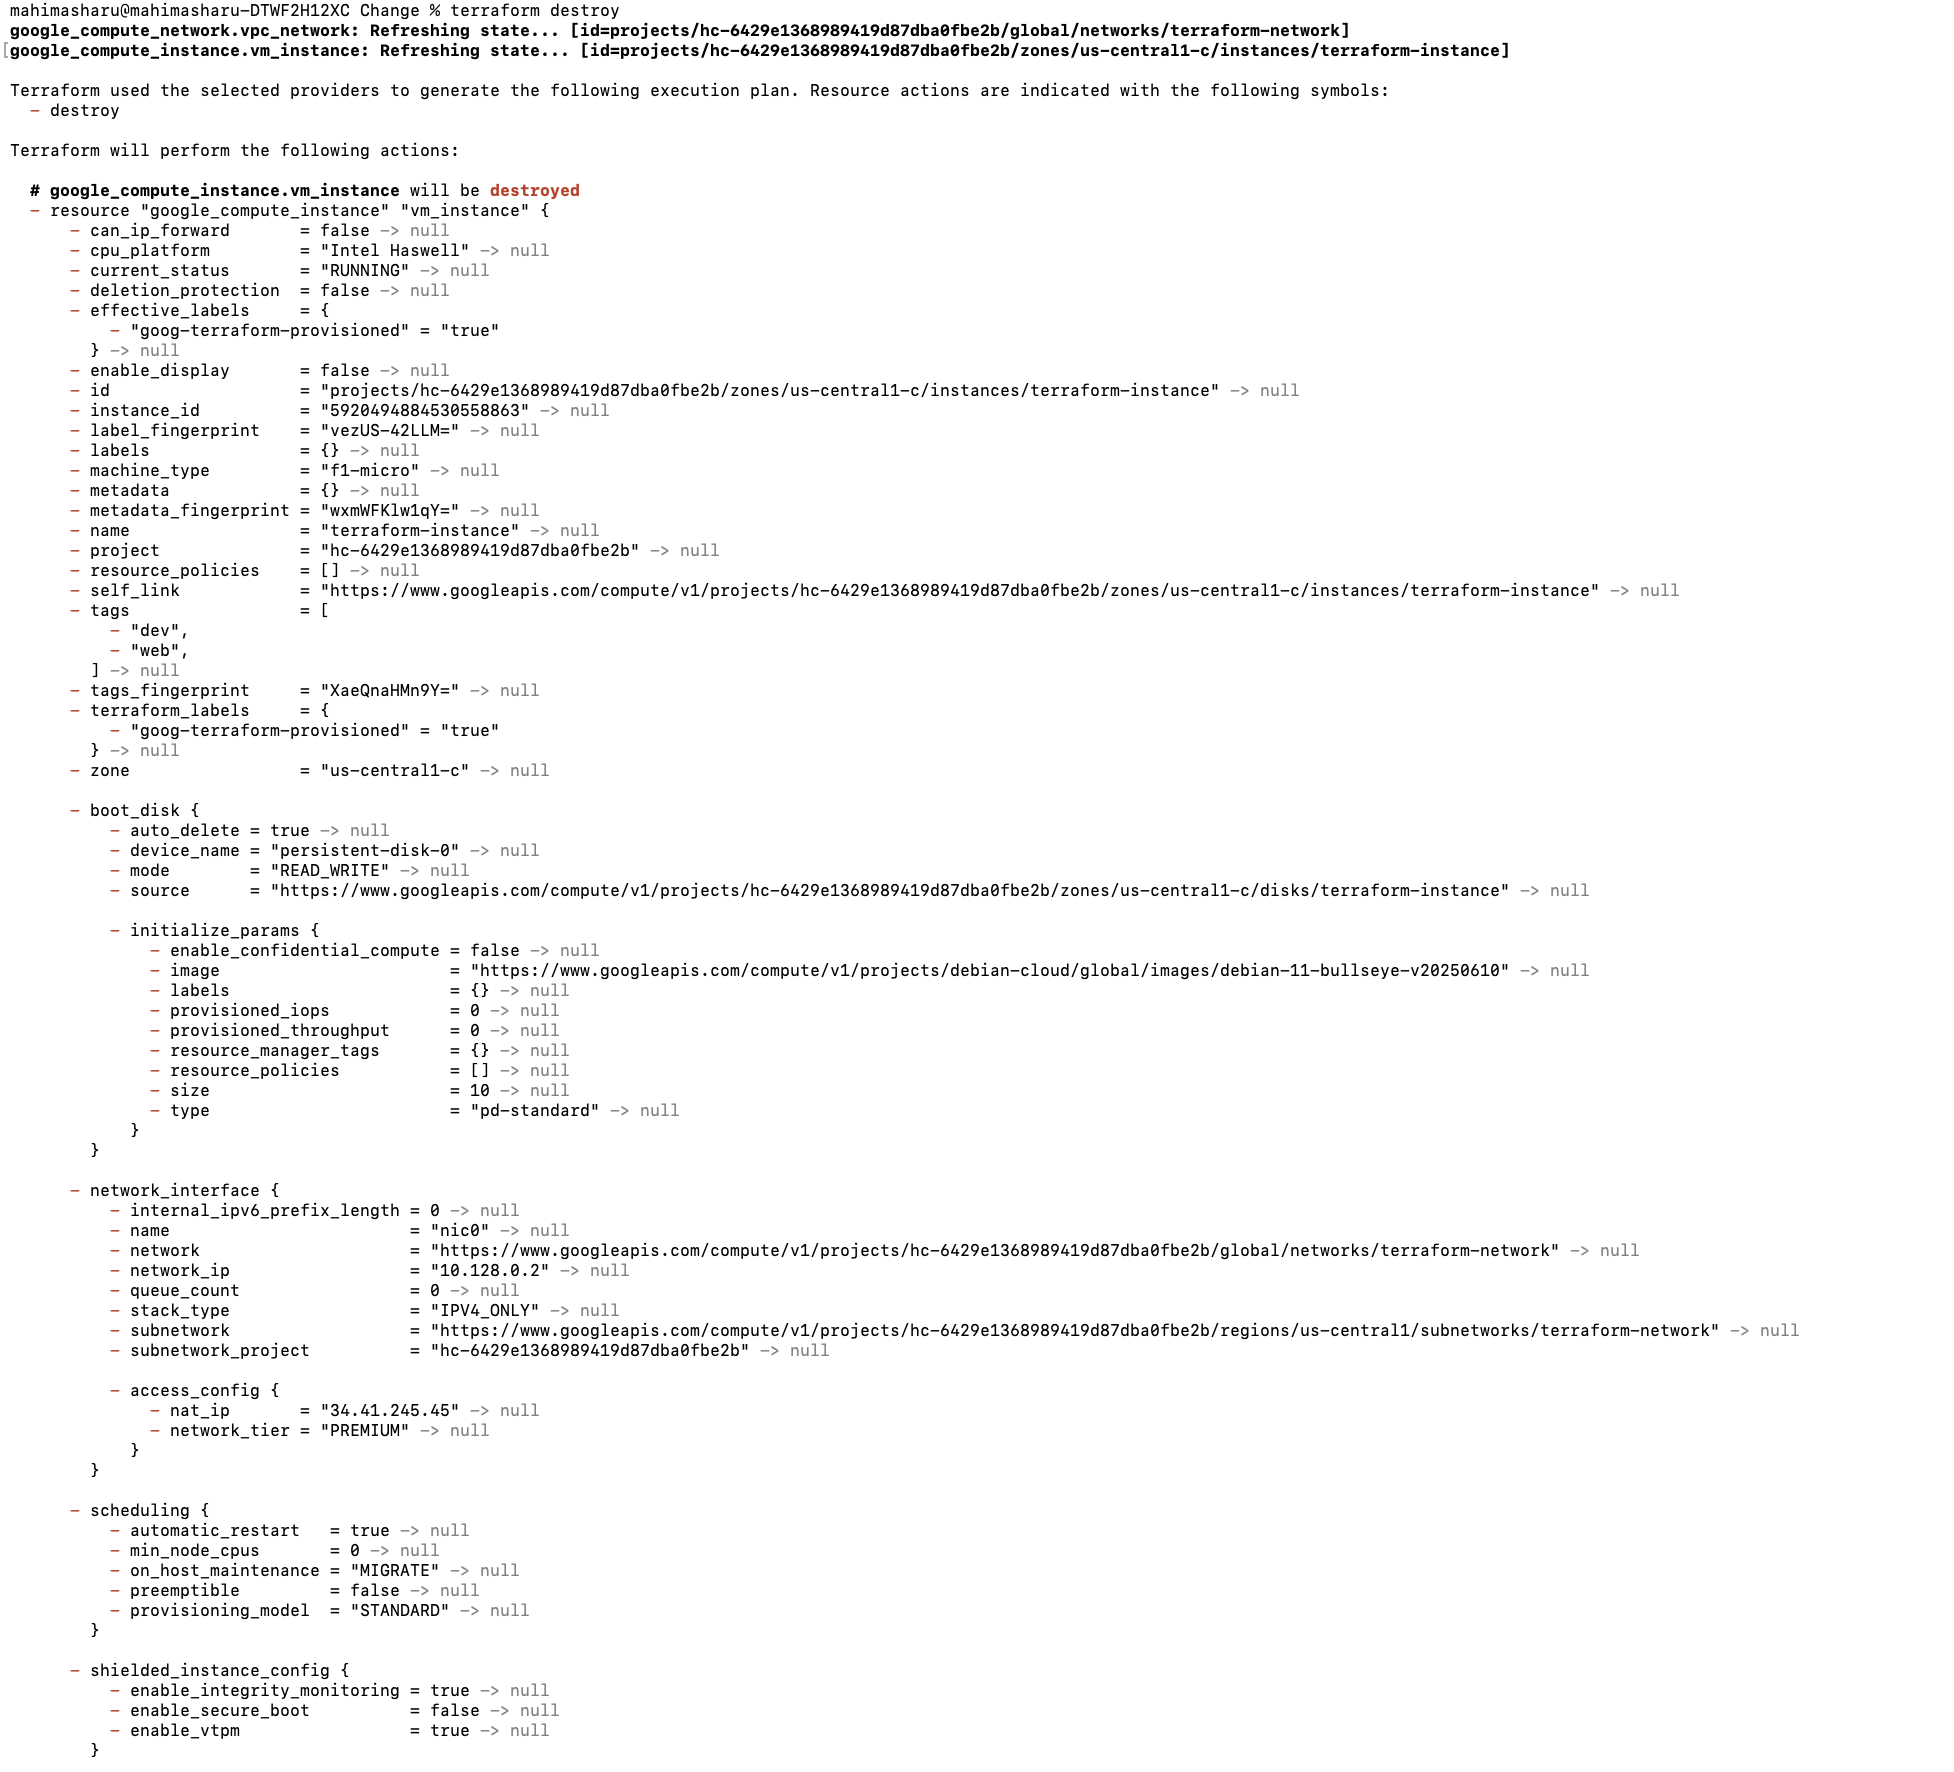 mahimasharu@mahimasharu-DTWF2H12XC Change % terraform destroy
google_compute_network.vpc_network: Refreshing state... [id=projects/hc-6429e1368989419d87dba0fbe2b/global/networks/terraform-network]
[google_compute_instance.vm_instance: Refreshing state... [id=projects/hc-6429e1368989419d87dba0fbe2b/zones/us-central1-c/instances/terraform-instance]
Terraform used the selected providers to generate the following execution plan. Resource actions are indicated with the following symbols:
- destroy
Terraform will perform the following actions:
# google_compute_instance.vm_instance will be destroyed
- resource "google_compute_instance" "vm_instance" {
- can_ip_forward = false -> null
- cpu_platform = "Intel Haswell" -> null
- current_status = "RUNNING" -> null
- deletion_protection = false -> null
- effective_labels = {
- "goog-terraform-provisioned" = "true"
} -> null
- enable_display = false -> null
- id = "projects/hc-6429e1368989419d87dba0fbe2b/zones/us-central1-c/instances/terraform-instance" -> null
- instance_id = "5920494884530558863" -> null
- label_fingerprint = "vezUS-42LLM=" -> null
- labels = {} -> null
- machine_type = "f1-micro" -> null
- metadata = {} -> null
- metadata_fingerprint = "wxmWFKlw1qY=" -> null
- name = "terraform-instance" -> null
- project = "hc-6429e1368989419d87dba0fbe2b" -> null
- resource_policies = [] -> null
- self_link = "https://www.googleapis.com/compute/v1/projects/hc-6429e1368989419d87dba0fbe2b/zones/us-central1-c/instances/terraform-instance" -> null
- tags = [
- "dev",
- "web",
] -> null
- tags_fingerprint = "XaeQnaHMn9Y=" -> null
- terraform_labels = {
- "goog-terraform-provisioned" = "true"
} -> null
- zone = "us-central1-c" -> null
- boot_disk {
- auto_delete = true -> null
- device_name = "persistent-disk-0" -> null
- mode = "READ_WRITE" -> null
- source = "https://www.googleapis.com/compute/v1/projects/hc-6429e1368989419d87dba0fbe2b/zones/us-central1-c/disks/terraform-instance" -> null
- initialize_params {
- enable_confidential_compute = false -> null
- image = "https://www.googleapis.com/compute/v1/projects/debian-cloud/global/images/debian-11-bullseye-v20250610" -> null
- labels = {} -> null
- provisioned_iops = 0 -> null
- provisioned_throughput = 0 -> null
- resource_manager_tags = {} -> null
- resource_policies = [] -> null
- size = 10 -> null
- type = "pd-standard" -> null
}
}
- network_interface {
- internal_ipv6_prefix_length = 0 -> null
- name = "nic0" -> null
- network = "https://www.googleapis.com/compute/v1/projects/hc-6429e1368989419d87dba0fbe2b/global/networks/terraform-network" -> null
- network_ip = "10.128.0.2" -> null
- queue_count = 0 -> null
- stack_type = "IPV4_ONLY" -> null
- subnetwork = "https://www.googleapis.com/compute/v1/projects/hc-6429e1368989419d87dba0fbe2b/regions/us-central1/subnetworks/terraform-network" -> null
- subnetwork_project = "hc-6429e1368989419d87dba0fbe2b" -> null
- access_config {
- nat_ip = "34.41.245.45" -> null
- network_tier = "PREMIUM" -> null
}
}
- scheduling {
- automatic_restart = true -> null
- min_node_cpus = 0 -> null
- on_host_maintenance = "MIGRATE" -> null
- preemptible = false -> null
- provisioning_model = "STANDARD" -> null
}
- shielded_instance_config {
- enable_integrity_monitoring = true -> null
- enable_secure_boot = false -> null
- enable_vtpm = true -> null
}